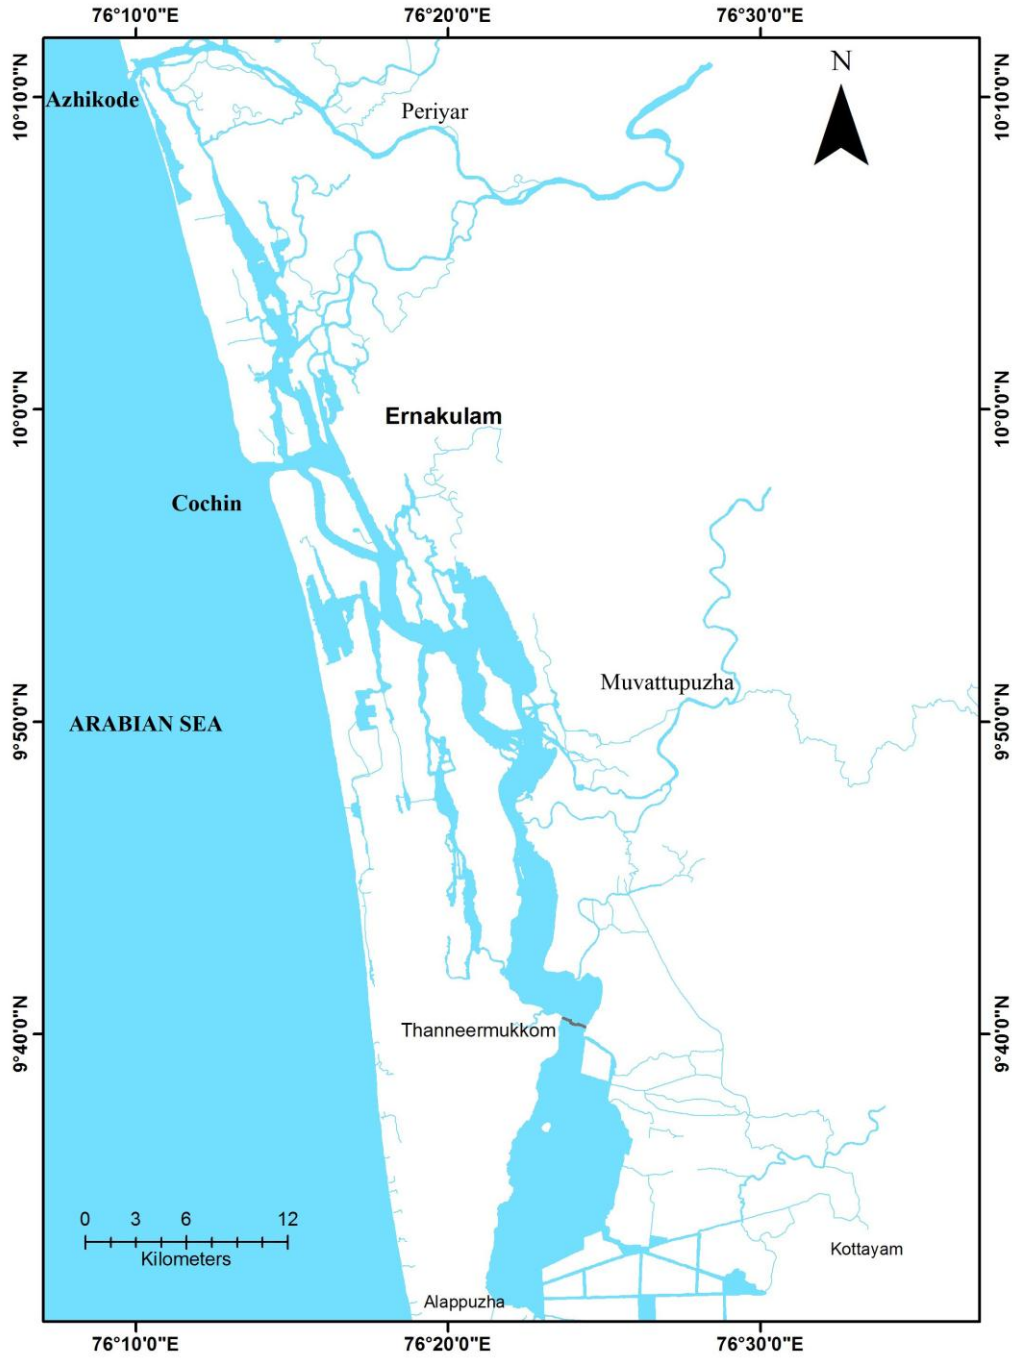 76°10'0"E
76°20'0"E
76°30'0"E
N
10°10'0"N
10°10'0"N
Azhikode
Periyar
10°0'0"N
10°0'0"N
Ernakulam
Cochin
Muvattupuzha
9°50'0"N
ARABIAN SEA
9°50'0"N
9°40'0"N
Thanneermukkom
9°40'0"N
0 3 6 12
Kilometers
Kottayam
Alappuzha
76°10'0"E
76°20'0"E
76°30'0"E